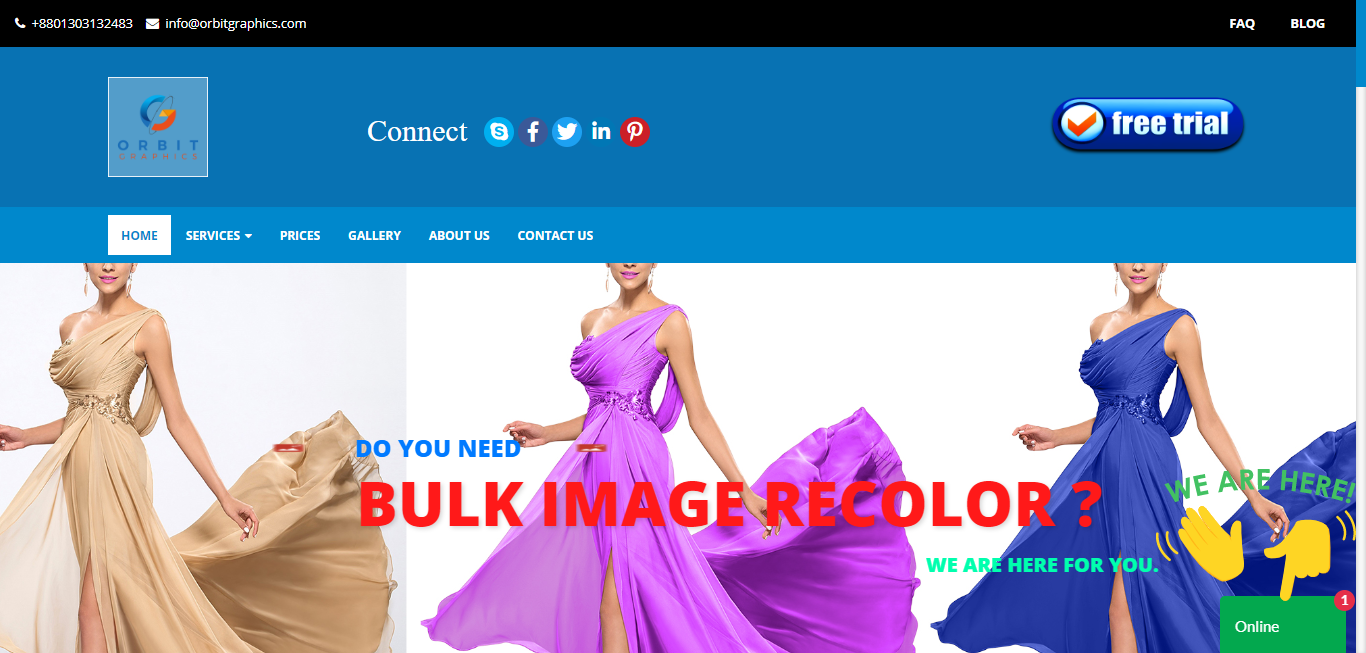 +8801303132483 info@orbitgraphics.com FAQ BLOG
ORBIT
GRAPHICS
Connect
free trial
HOME SERVICES PRICES GALLERY ABOUT US CONTACT US
DO YOU NEED
BULK IMAGE RECOLOR ?
WE ARE HERE FOR YOU.
WE ARE HERE!
1
Online